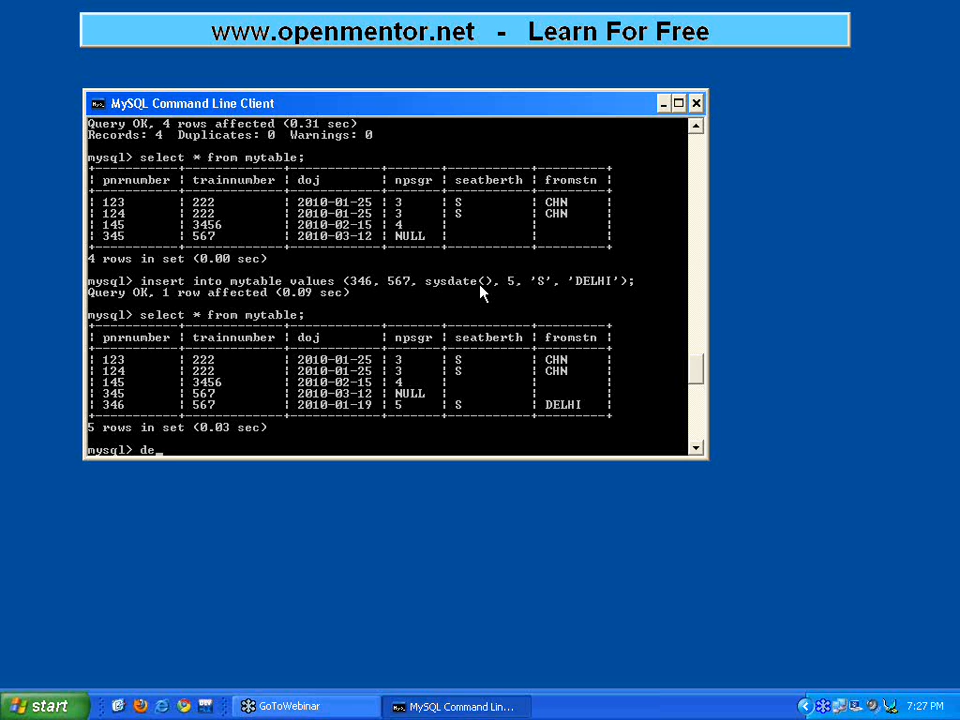 www.openmentor.net - Learn For Free
MySQL Command Line Client
Query OK, 4 rows affected (0.31 sec)
Records: 4 Duplicates: 0 Warnings: 0
mysql> select * from mytable;
+-----------+-------------+------------+-------+-----------+---------+
| pnrnumber | trainnumber | doj | npsgr | seatberth | fromstn |
+-----------+-------------+------------+-------+-----------+---------+
| 123 | 222 | 2010-01-25 | 3 | S | CHN |
| 124 | 222 | 2010-01-25 | 3 | S | CHN |
| 145 | 3456 | 2010-02-15 | 4 | | |
| 345 | 567 | 2010-03-12 | NULL | | |
+-----------+-------------+------------+-------+-----------+---------+
4 rows in set (0.00 sec)
mysql> insert into mytable values (346, 567, sysdate(), 5, 'S', 'DELHI');
Query OK, 1 row affected (0.09 sec)
mysql> select * from mytable;
+-----------+-------------+------------+-------+-----------+---------+
| pnrnumber | trainnumber | doj | npsgr | seatberth | fromstn |
+-----------+-------------+------------+-------+-----------+---------+
| 123 | 222 | 2010-01-25 | 3 | S | CHN |
| 124 | 222 | 2010-01-25 | 3 | S | CHN |
| 145 | 3456 | 2010-02-15 | 4 | | |
| 345 | 567 | 2010-03-12 | NULL | | |
| 346 | 567 | 2010-01-19 | 5 | S | DELHI |
+-----------+-------------+------------+-------+-----------+---------+
5 rows in set (0.03 sec)
mysql> de_
start
GoToWebinar
MySQL Command Lin...
7:27 PM